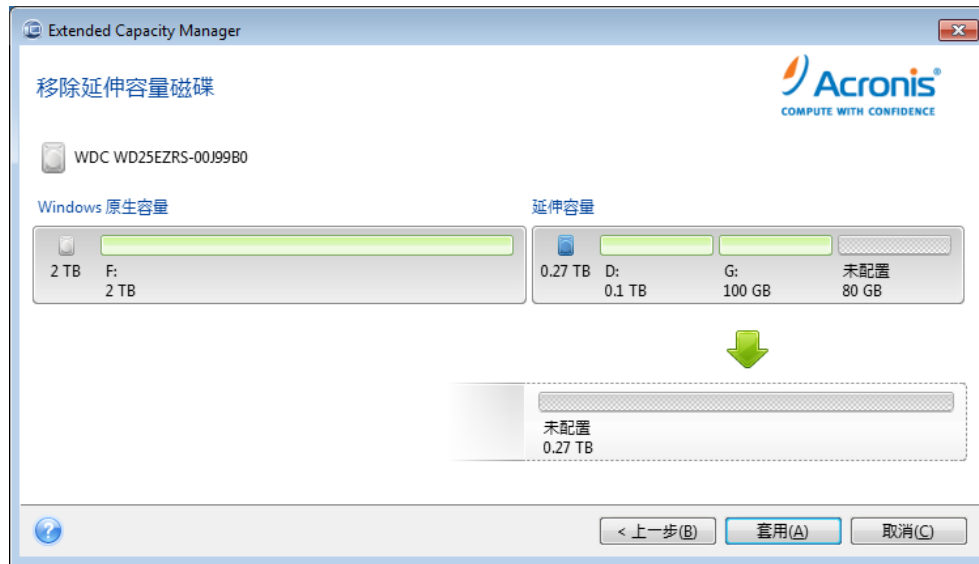 Extended Capacity Manager
移除延伸容量磁碟
Acronis®
COMPUTE WITH CONFIDENCE
WDC WD25EZRS-00J99B0
Windows 原生容量
延伸容量
2 TB
F:
2 TB
0.27 TB
D:
0.1 TB
G:
100 GB
未配置
80 GB
未配置
0.27 TB
?
< 上一步(B)
套用(A)
取消(C)